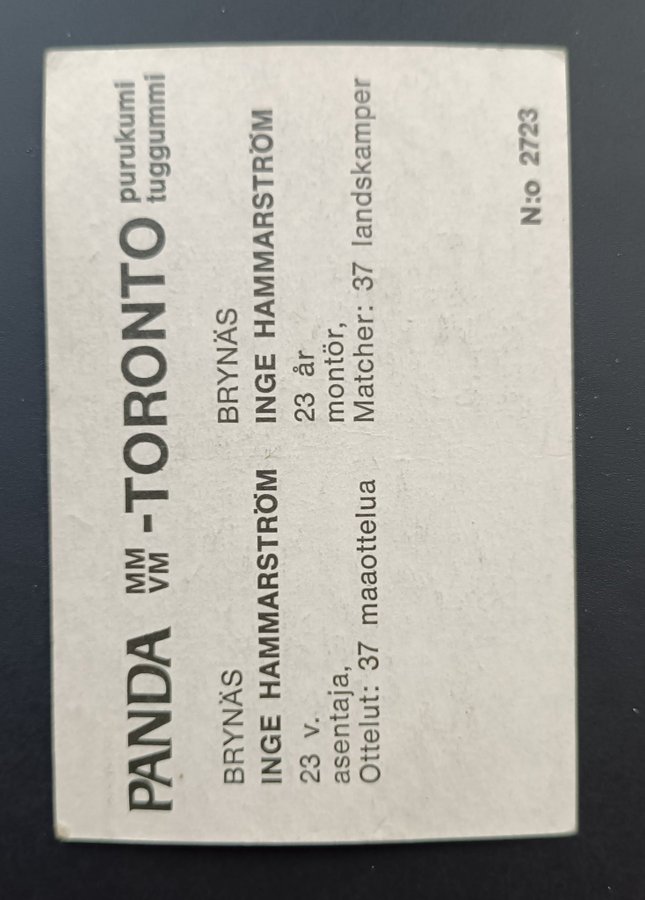 PANDA MM VM -TORONTO purukumi tuggummi
BRYNÄS
INGE HAMMARSTRÖM
23 v.
asentaja,
Ottelut: 37 maaottelua
BRYNÄS
INGE HAMMARSTRÖM
23 år
montör,
Matcher: 37 landskamper
N:o 2723